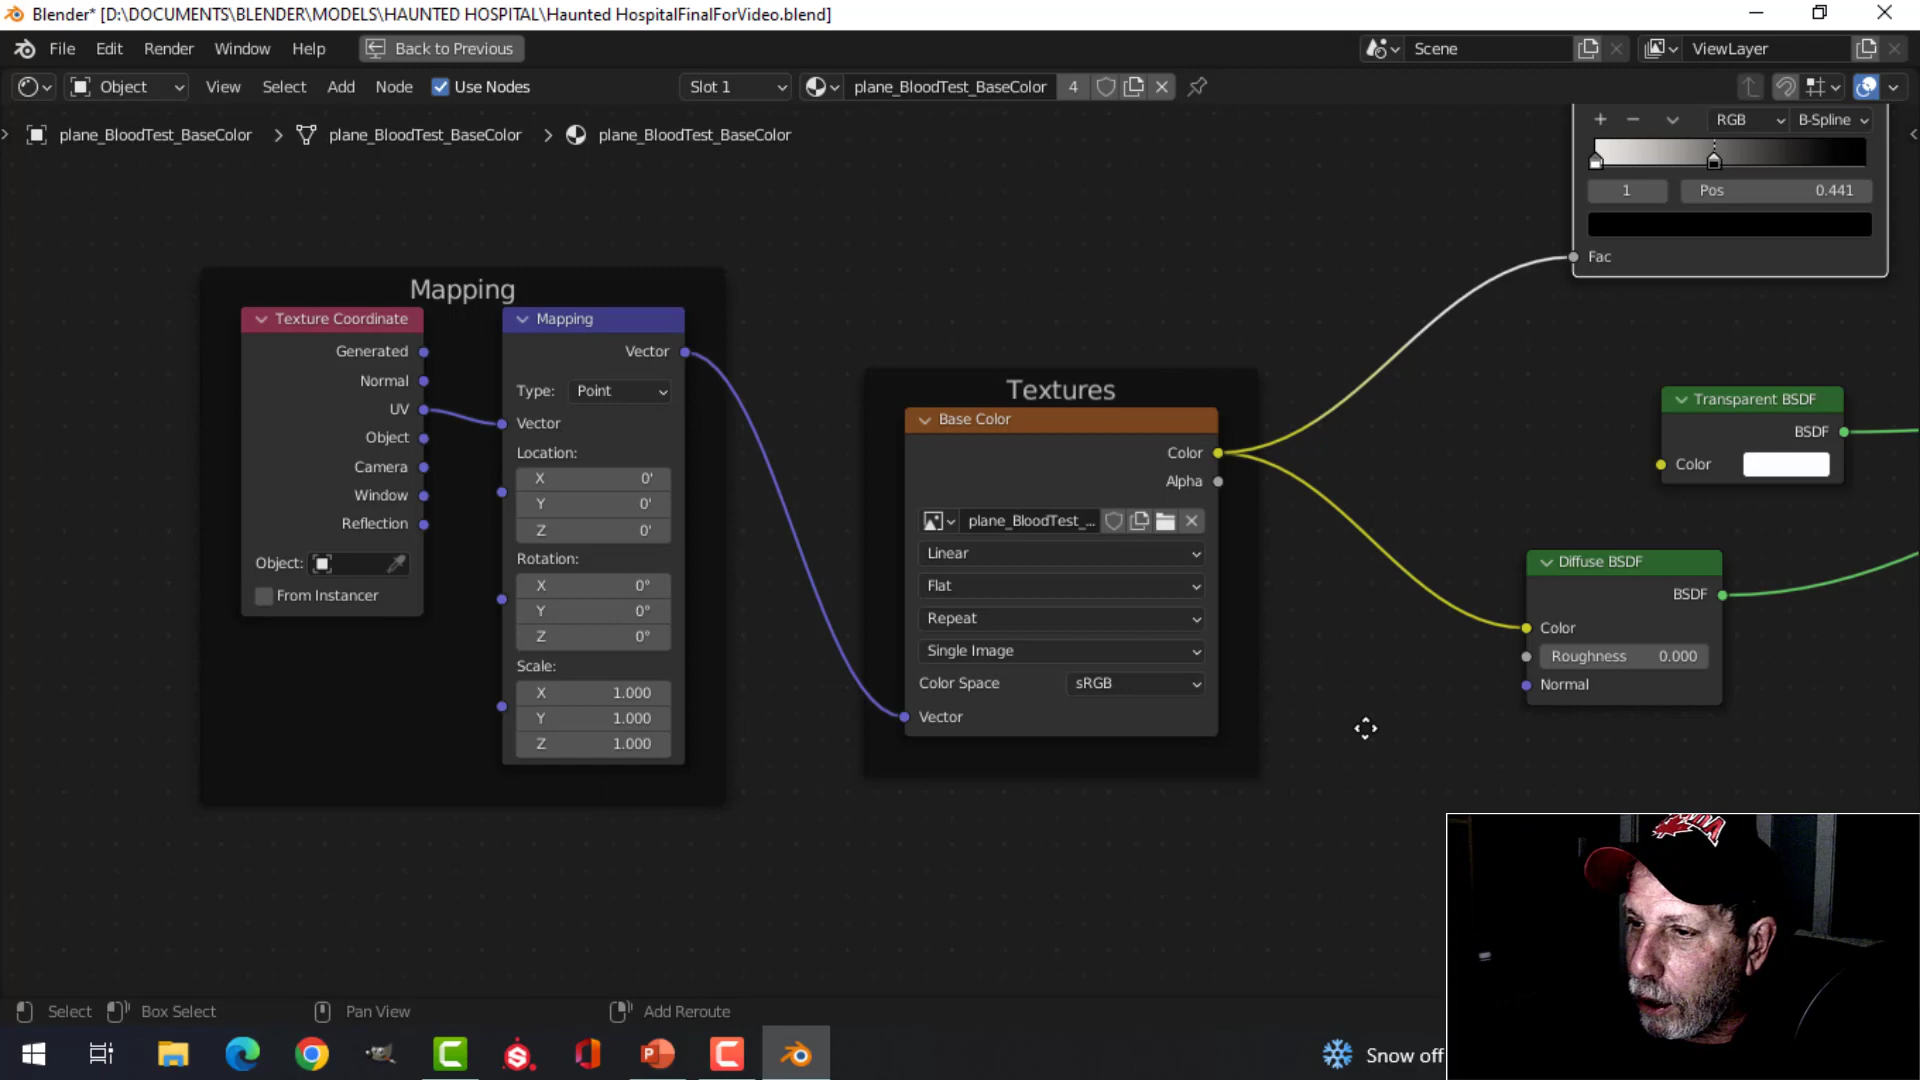 Blender* [D:\DOCUMENTS\BLENDER\MODELS\HAUNTED HOSPITAL\Haunted HospitalFinalForVideo.blend]
File Edit Render Window Help Back to Previous Scene ViewLayer
Object View Select Add Node Use Nodes Slot 1 plane_BloodTest_BaseColor 4
plane_BloodTest_BaseColor > plane_BloodTest_BaseColor > plane_BloodTest_BaseColor
RGB B-Spline
1 Pos 0.441
Fac
Mapping
Texture Coordinate
Generated
Normal
UV
Object
Camera
Window
Reflection
Object:
From Instancer
Mapping
Vector
Type: Point
Vector
Location:
X 0'
Y 0'
Z 0'
Rotation:
X 0°
Y 0°
Z 0°
Scale:
X 1.000
Y 1.000
Z 1.000
Textures
Base Color
Color
Alpha
plane_BloodTest_...
Linear
Flat
Repeat
Single Image
Color Space sRGB
Vector
Transparent BSDF
BSDF
Color
Diffuse BSDF
BSDF
Color
Roughness 0.000
Normal
Select Box Select Pan View Add Reroute
Snow off